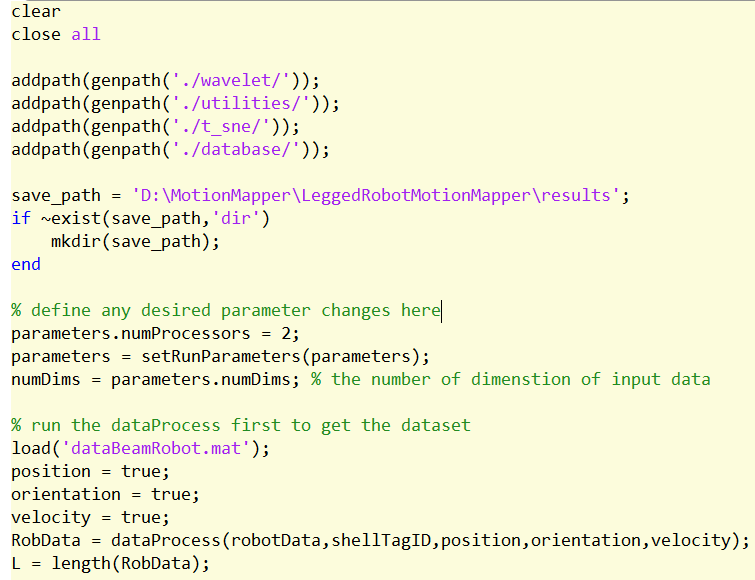 clear
close all
addpath(genpath('./wavelet/'));
addpath(genpath('./utilities/'));
addpath(genpath('./t_sne/'));
addpath(genpath('./database/'));
save_path = 'D:\MotionMapper\LeggedRobotMotionMapper\results';
if ~exist(save_path,'dir')
    mkdir(save_path);
end
% define any desired parameter changes here
parameters.numProcessors = 2;
parameters = setRunParameters(parameters);
numDims = parameters.numDims; % the number of dimenstion of input data
% run the dataProcess first to get the dataset
load('dataBeamRobot.mat');
position = true;
orientation = true;
velocity = true;
RobData = dataProcess(robotData,shellTagID,position,orientation,velocity);
L = length(RobData);